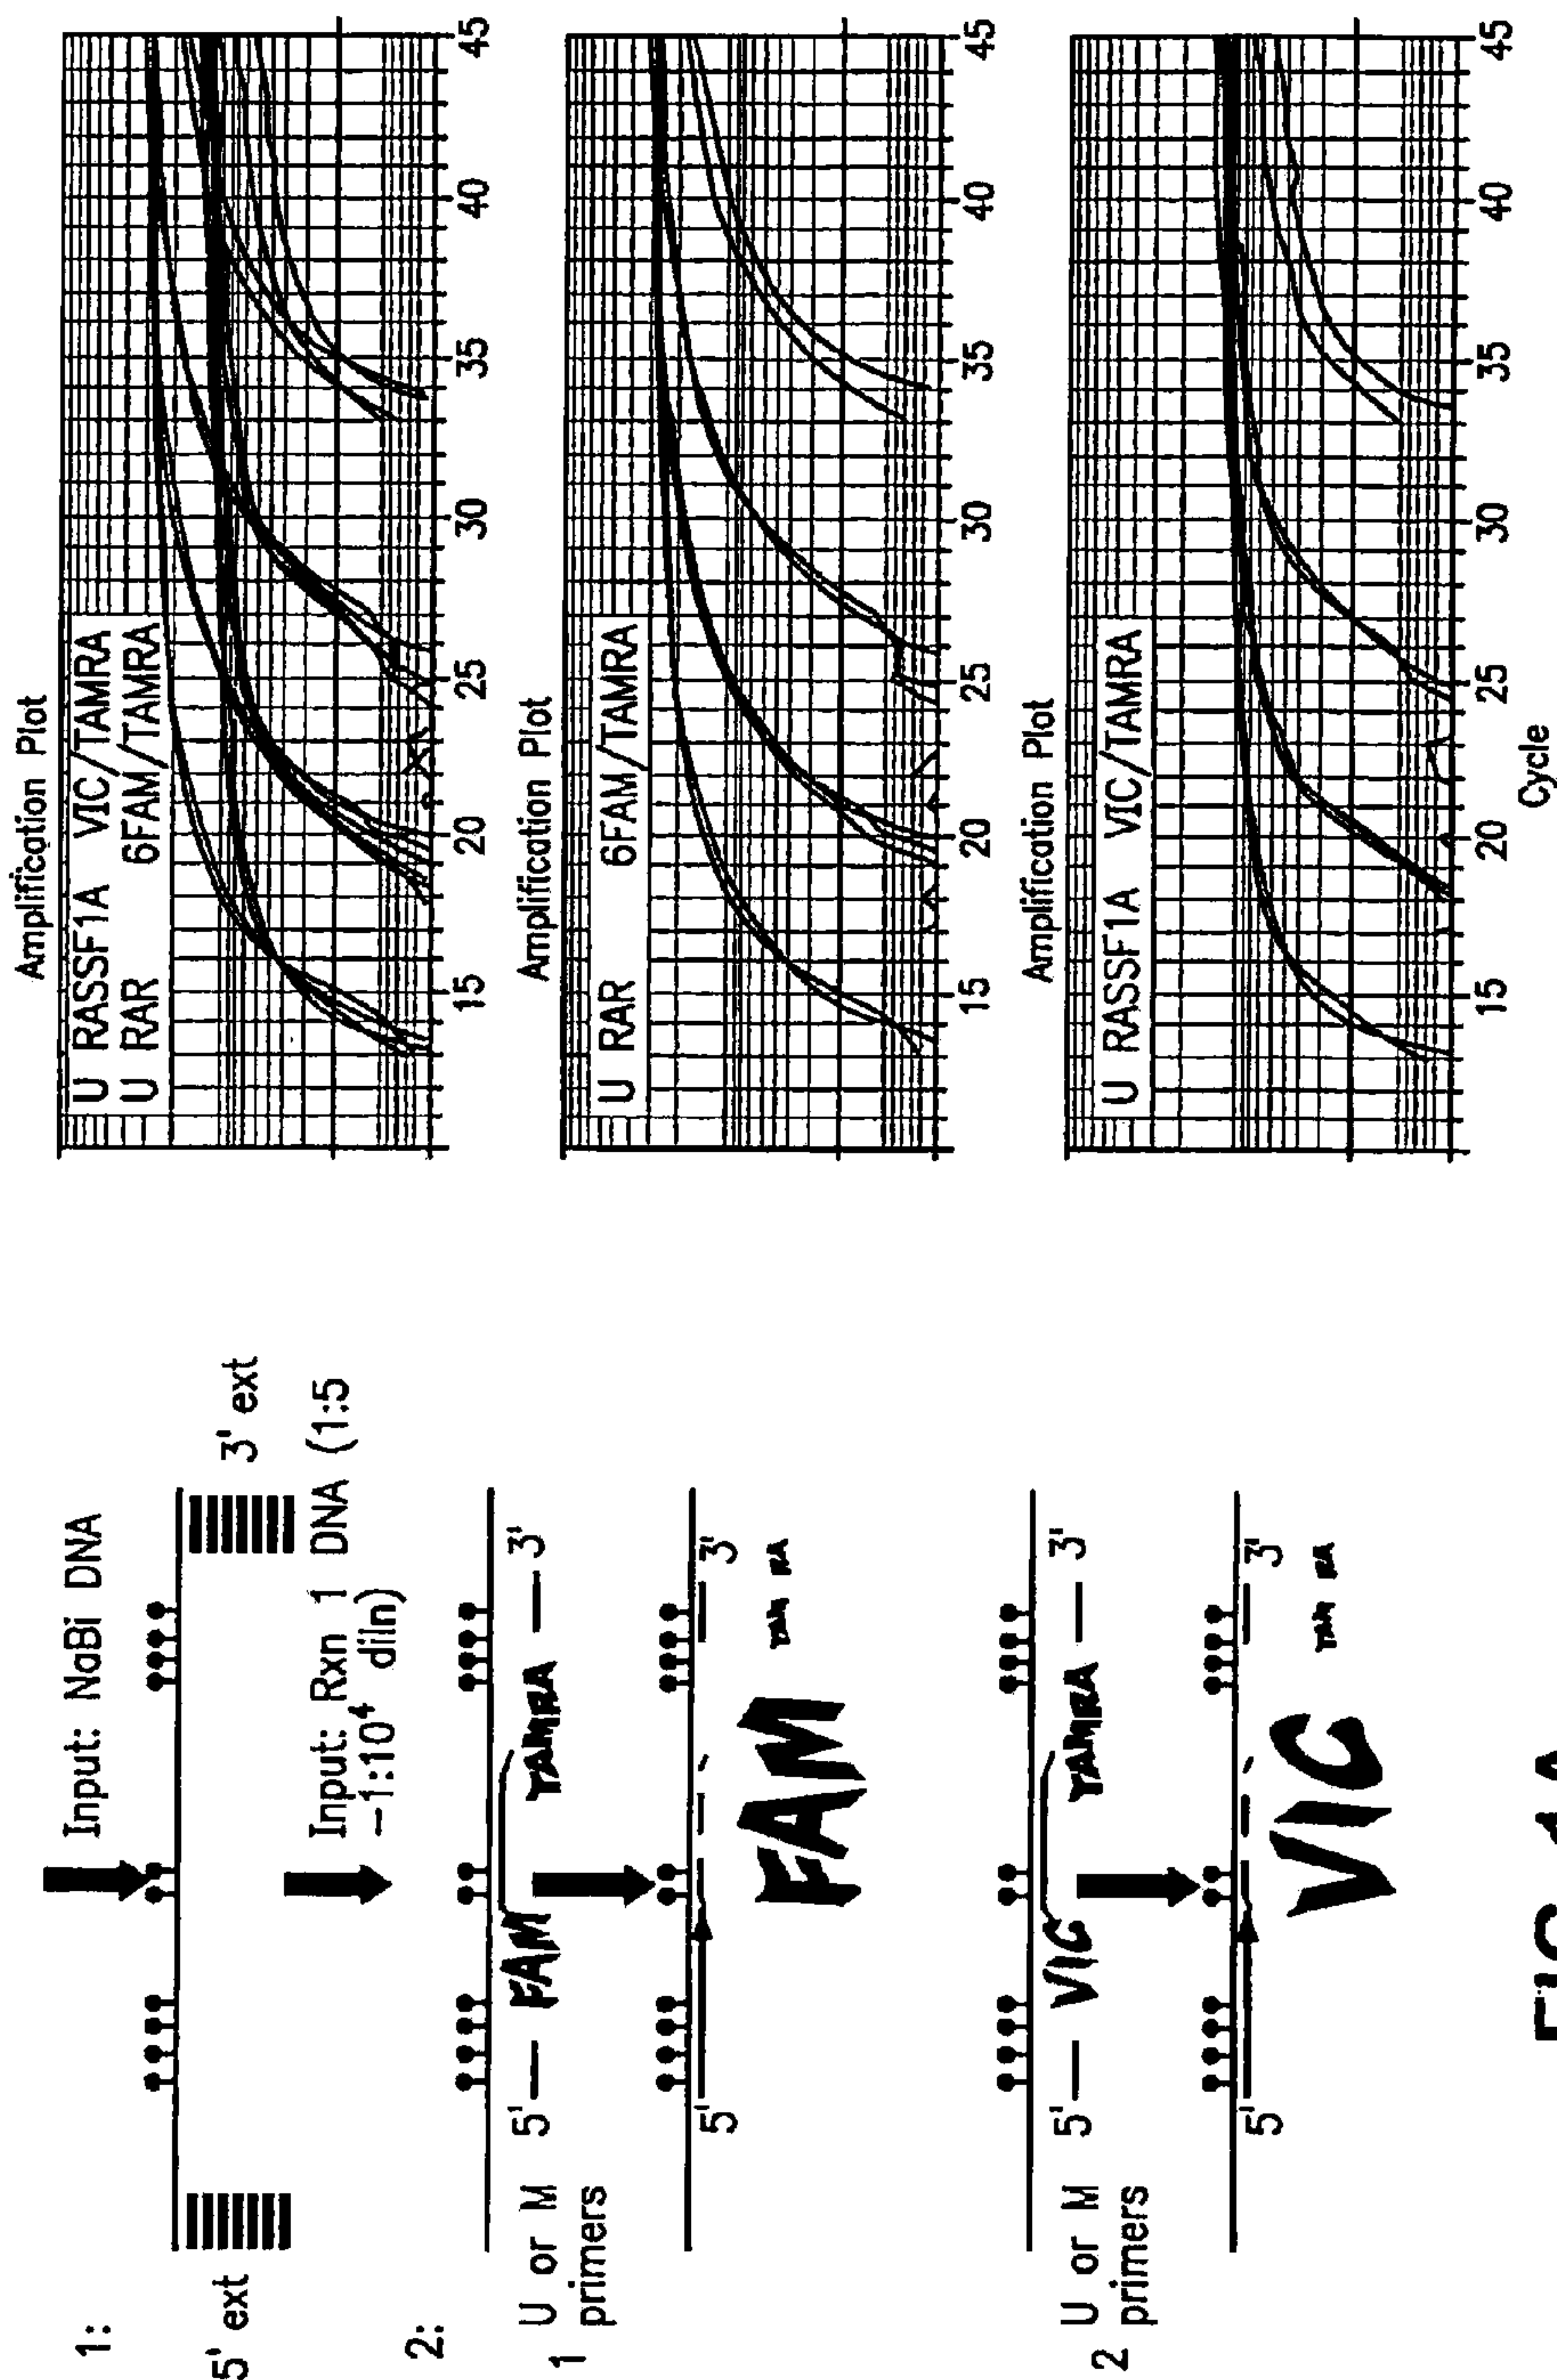 1:
Input: NaBi DNA
5' ext
3' ext
Input: Rxn 1 DNA (1:5
-1:10⁴ diln)
2:
1
U or M
primers
5'
FAM
TAMRA
3'
5'
3'
FAM
TAM RA
2
U or M
primers
5'
VIC
TAMRA
3'
5'
3'
VIC
TAM RA
Amplification Plot
U RASSF1A VIC/TAMRA
U RAR 6FAM/TAMRA
15 20 25 30 35 40 45
Amplification Plot
U RAR 6FAM/TAMRA
15 20 25 30 35 40 45
Amplification Plot
U RASSF1A VIC/TAMRA
15 20 25 30 35 40 45
Cycle